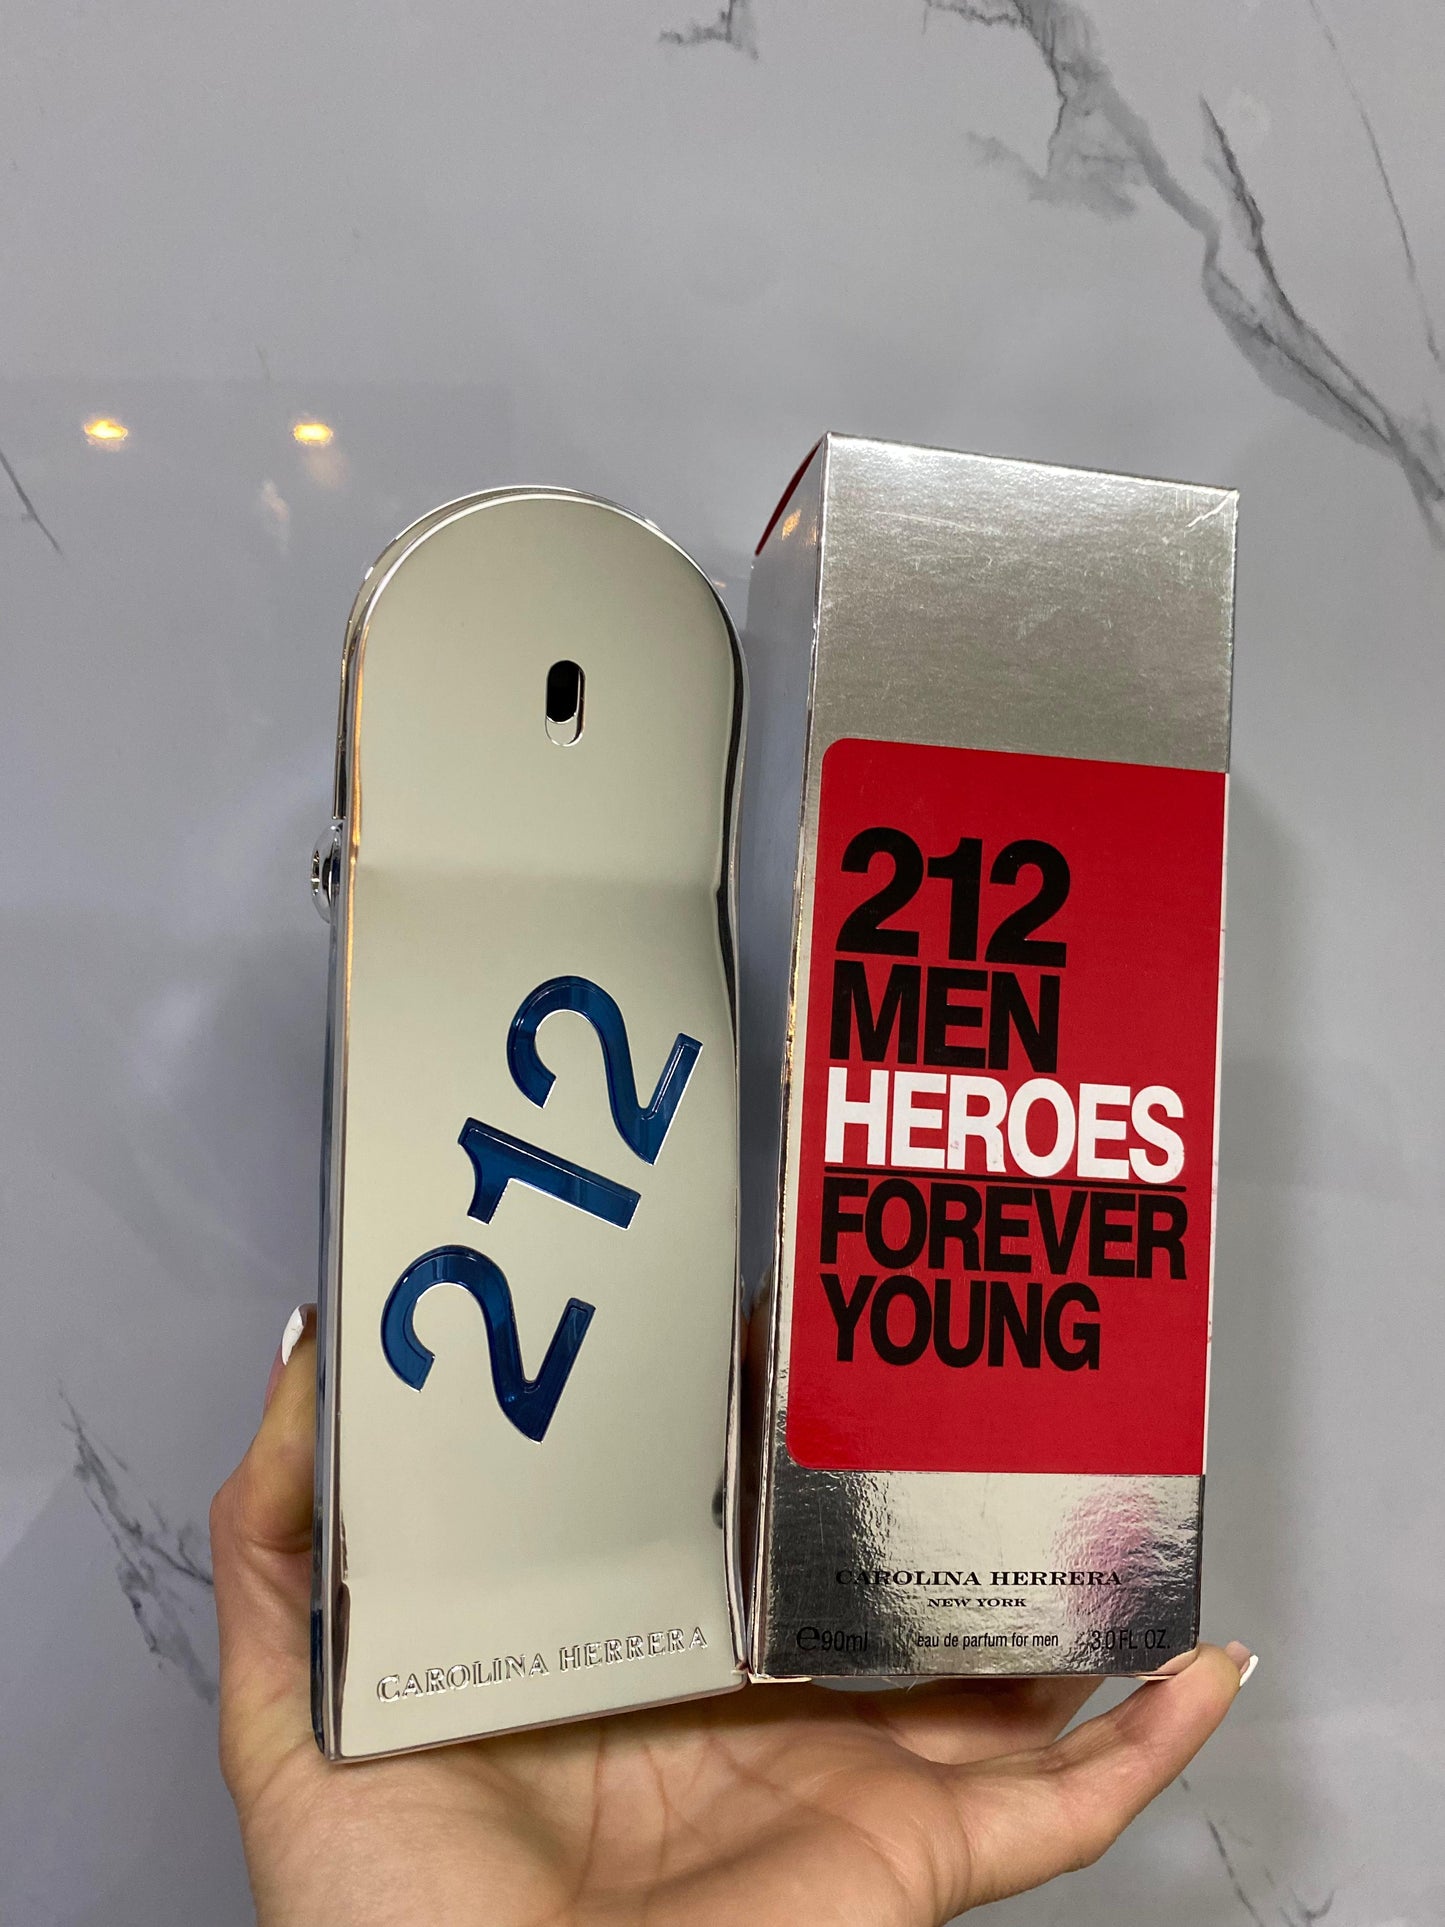 212
CAROLINA HERRERA
212
MEN
HEROES
FOREVER
YOUNG
CAROLINA HERRERA
NEW YORK
℮90ml eau de parfum for men 3.0 FL. OZ.